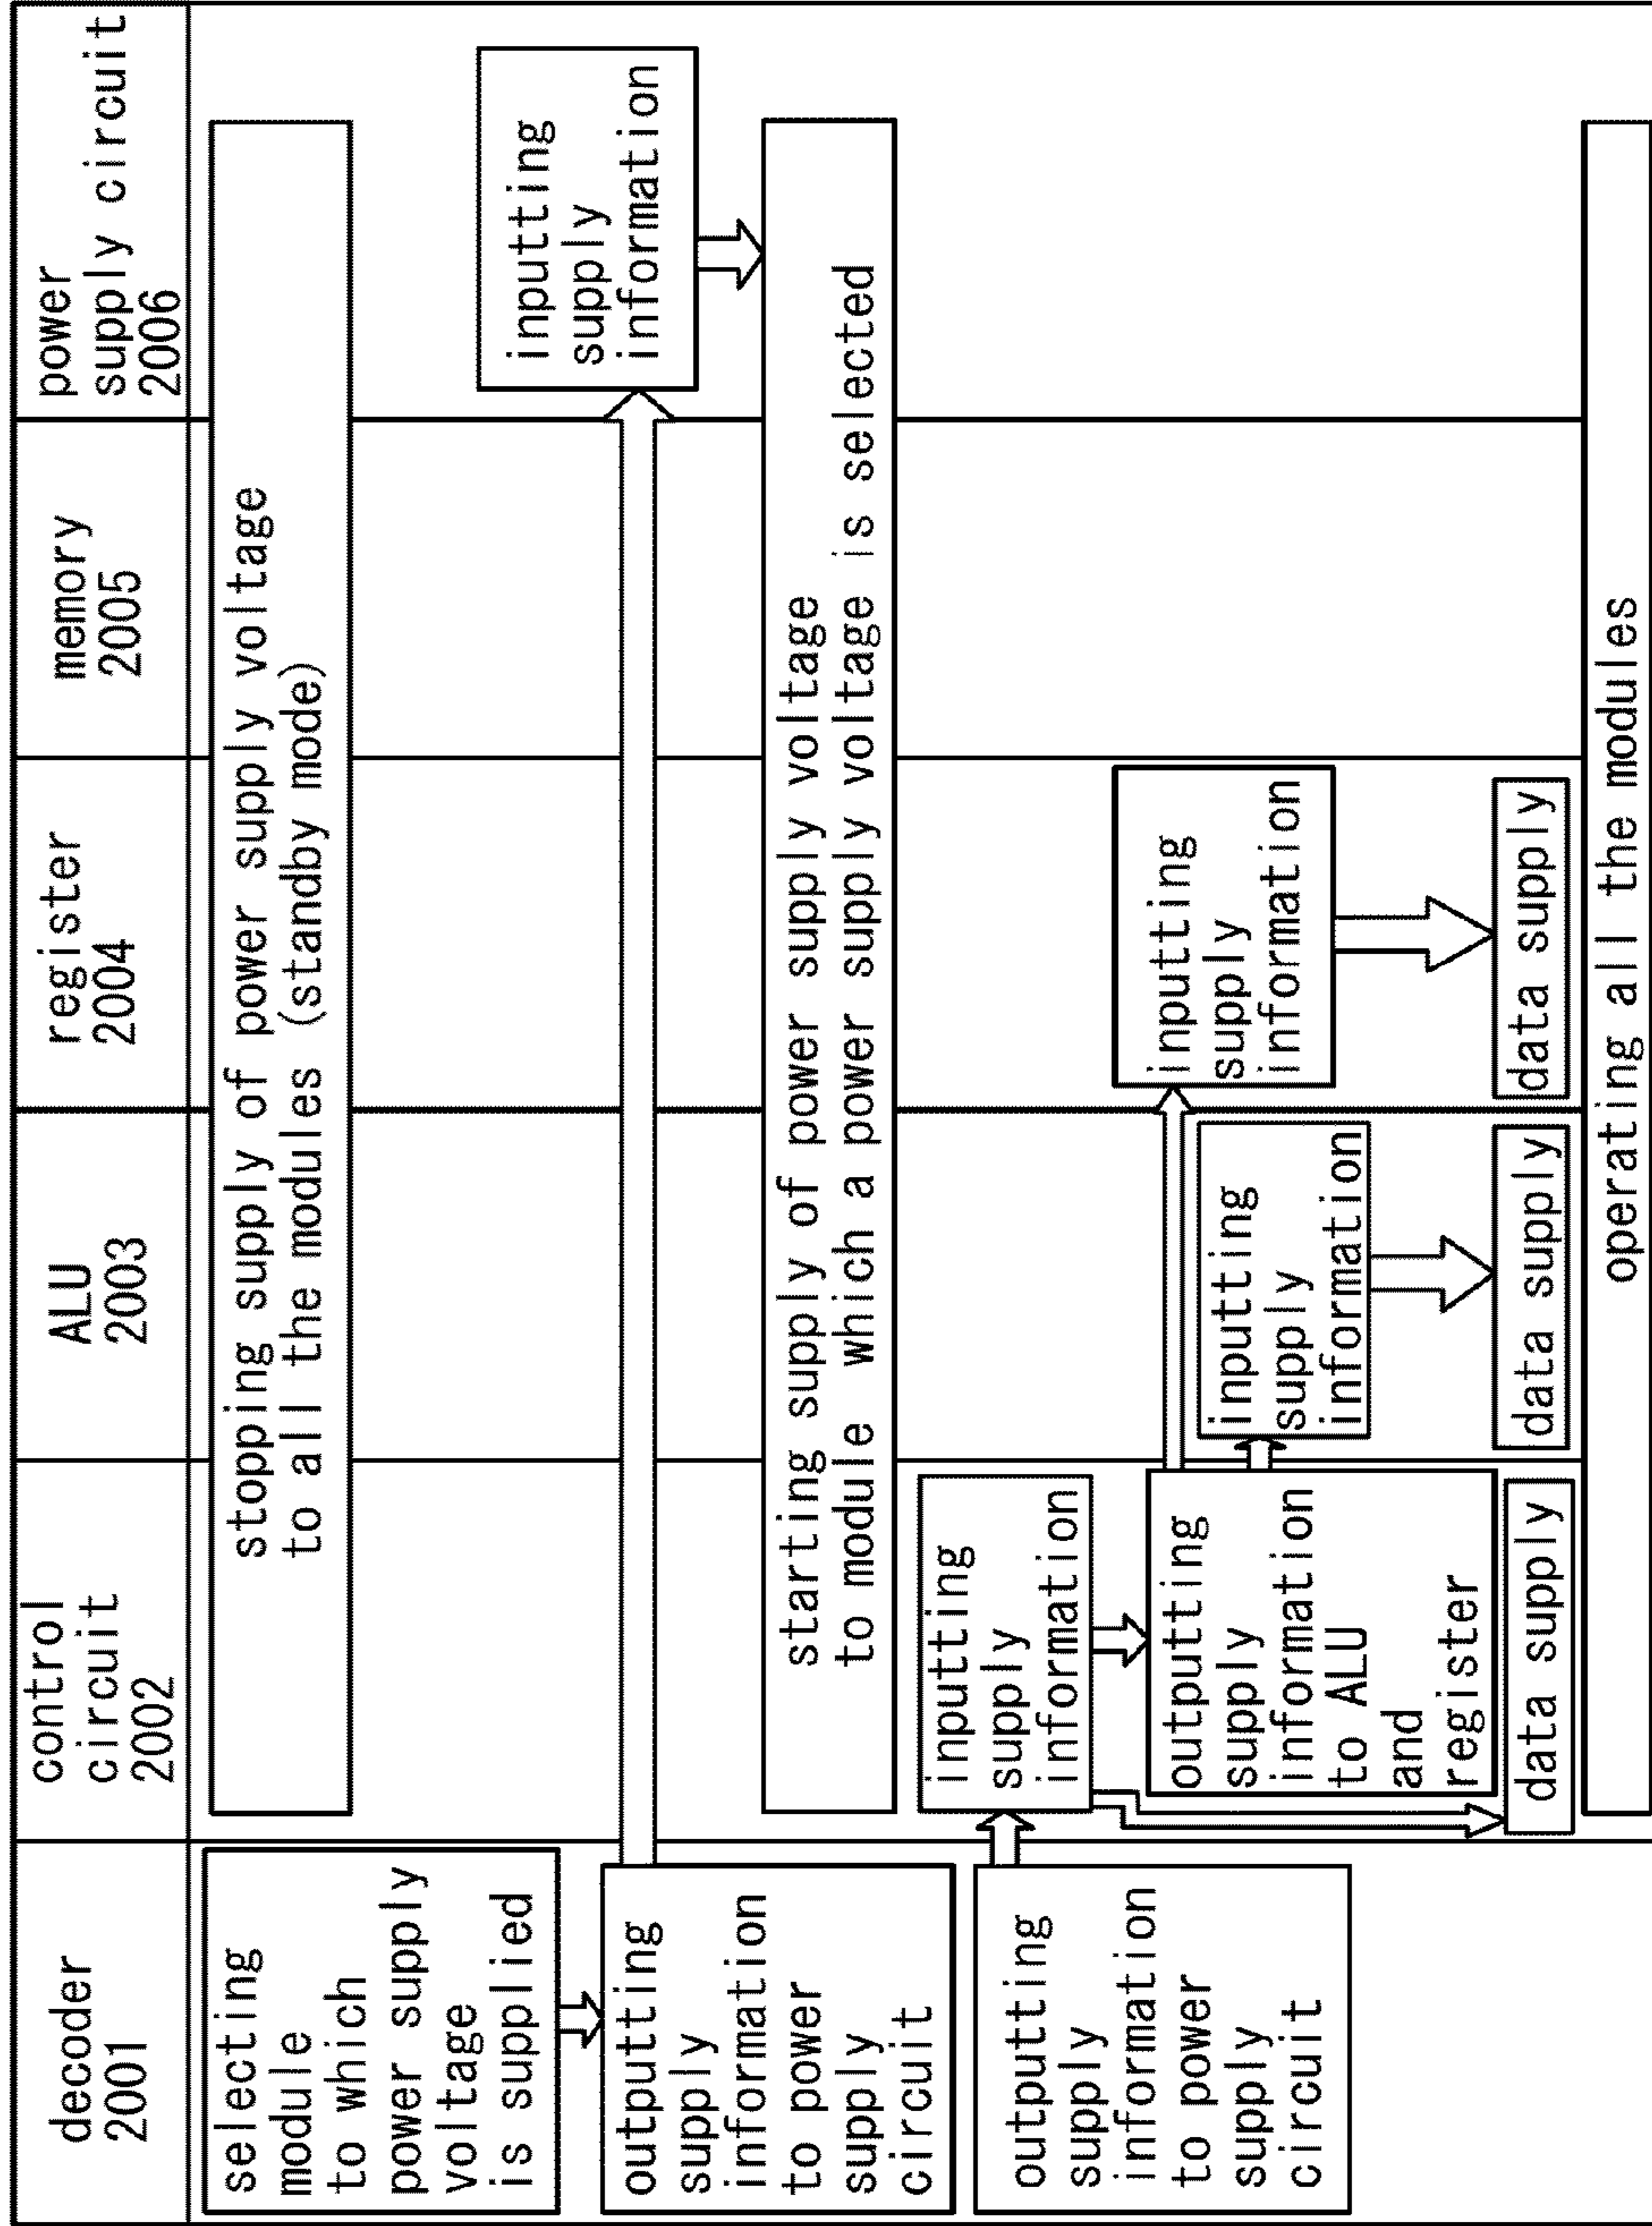 decoder
2001
control
circuit
2002
ALU
2003
register
2004
memory
2005
power
supply circuit
2006
selecting
module
to which
power supply
voltage
is supplied
stopping supply of power supply voltage
to all the modules (standby mode)
outputting
supply
information
to power
supply
circuit
inputting
supply
information
starting supply of power supply voltage
to module which a power supply voltage is selected
outputting
supply
information
to power
supply
circuit
inputting
supply
information
outputting
supply
information
to ALU
and
register
inputting
supply
information
inputting
supply
information
data supply
data supply
data supply
operating all the modules